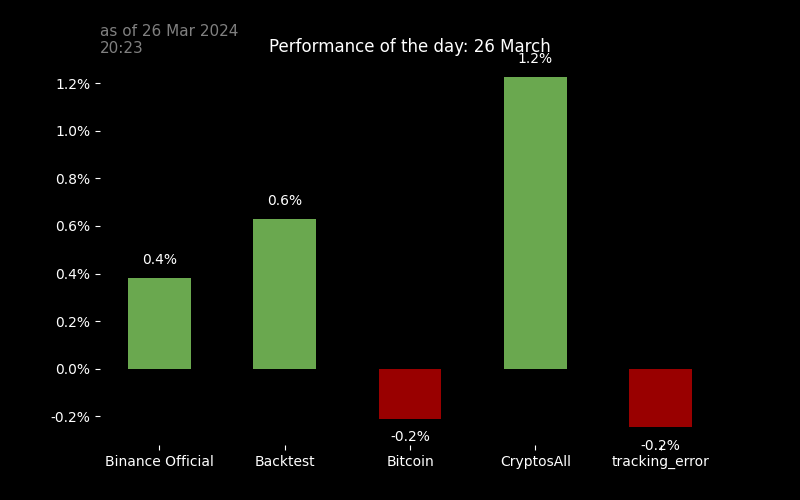 as of 26 Mar 2024
20:23
Performance of the day: 26 March
1.2%
1.2%
1.0%
0.8%
0.6%
0.6%
0.4%
0.4%
0.2%
0.0%
-0.2%
-0.2%
-0.2%
Binance Official
Backtest
Bitcoin
CryptosAll
tracking_error